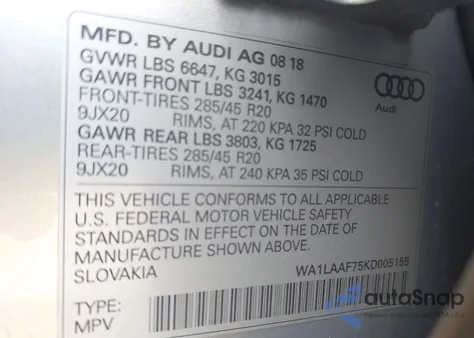 MFD. BY AUDI AG 08 18
GVWR LBS 6647, KG 3015
GAWR FRONT LBS 3241, KG 1470
FRONT-TIRES 285/45 R20
9JX20 RIMS, AT 220 KPA 32 PSI COLD
GAWR REAR LBS 3803, KG 1725
REAR-TIRES 285/45 R20
9JX20 RIMS, AT 240 KPA 35 PSI COLD
Audi
THIS VEHICLE CONFORMS TO ALL APPLICABLE
U.S. FEDERAL MOTOR VEHICLE SAFETY
STANDARDS IN EFFECT ON THE DATE OF
MANUFACTURE SHOWN ABOVE.
SLOVAKIA WA1LAAF75KD005155
TYPE:
MPV
autoSnap